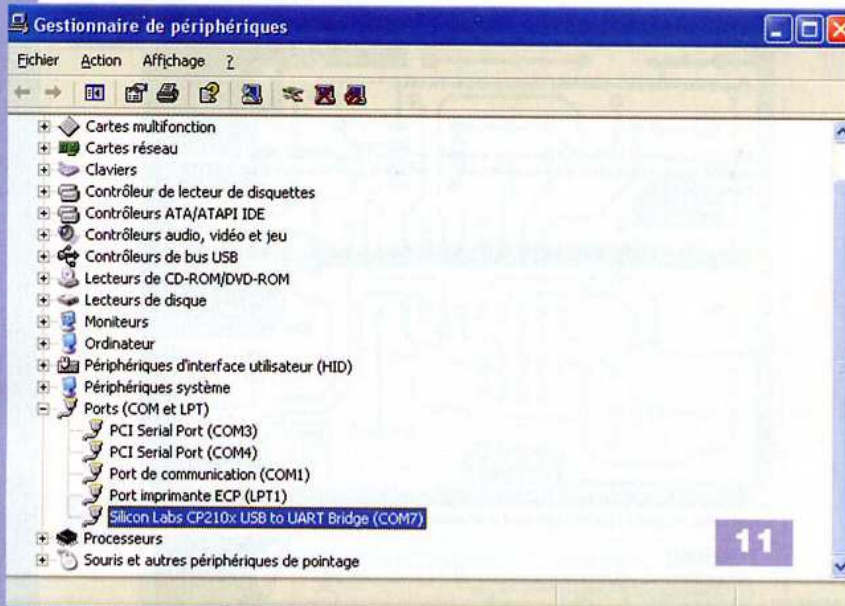 Gestionnaire de périphériques
Fichier Action Affichage ?
Cartes multifonction
Cartes réseau
Claviers
Contrôleur de lecteur de disquettes
Contrôleurs ATA/ATAPI IDE
Contrôleurs audio, vidéo et jeu
Contrôleurs de bus USB
Lecteurs de CD-ROM/DVD-ROM
Lecteurs de disque
Moniteurs
Ordinateur
Périphériques d'interface utilisateur (HID)
Périphériques système
Ports (COM et LPT)
PCI Serial Port (COM3)
PCI Serial Port (COM4)
Port de communication (COM1)
Port imprimante ECP (LPT1)
Silicon Labs CP210x USB to UART Bridge (COM7)
Processeurs
Souris et autres périphériques de pointage
11